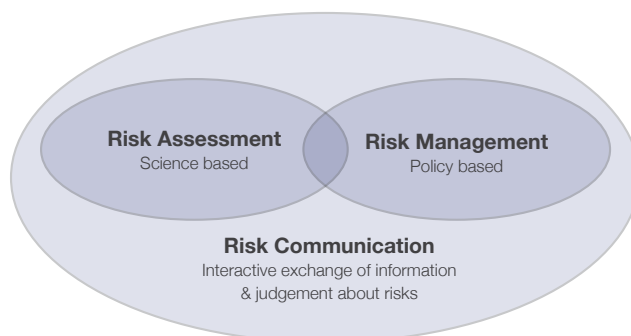 Risk Assessment
Science based
Risk Management
Policy based
Risk Communication
Interactive exchange of information
& judgement about risks